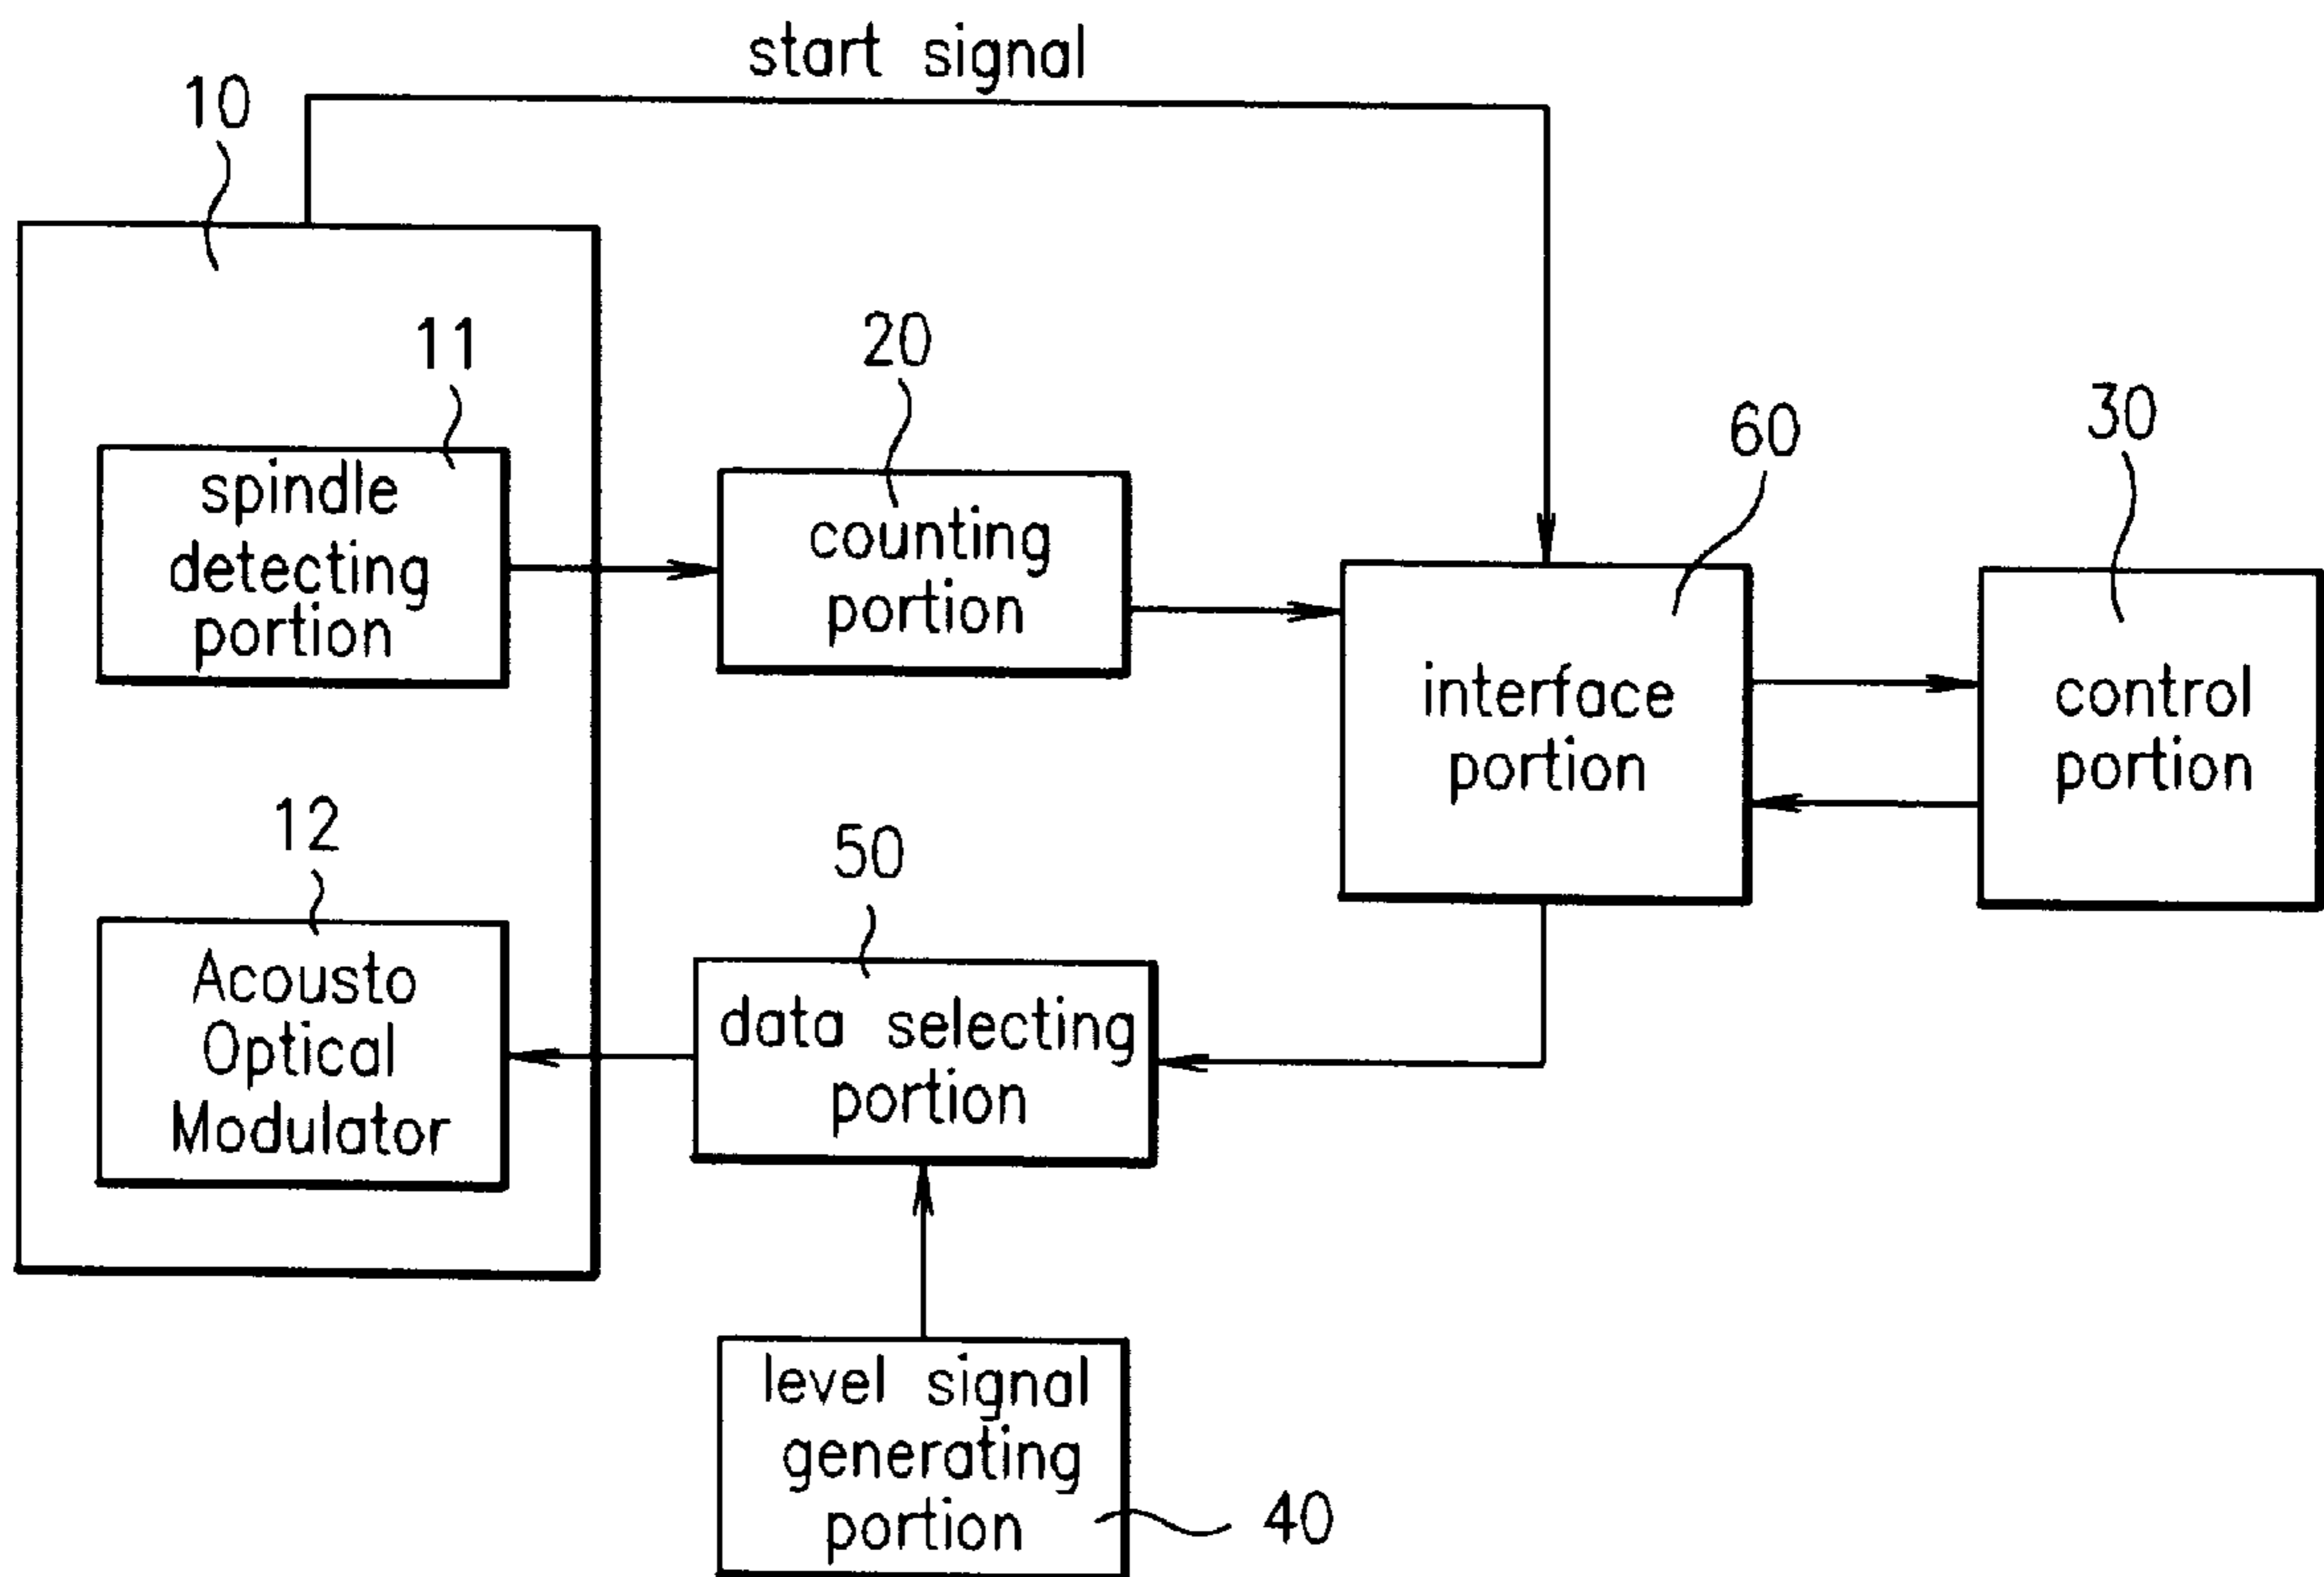 start signal
10
11
spindle
detecting
portion
20
counting
portion
60
interface
portion
30
control
portion
12
Acousto
Optical
Modulator
50
data selecting
portion
level signal
generating
portion
40